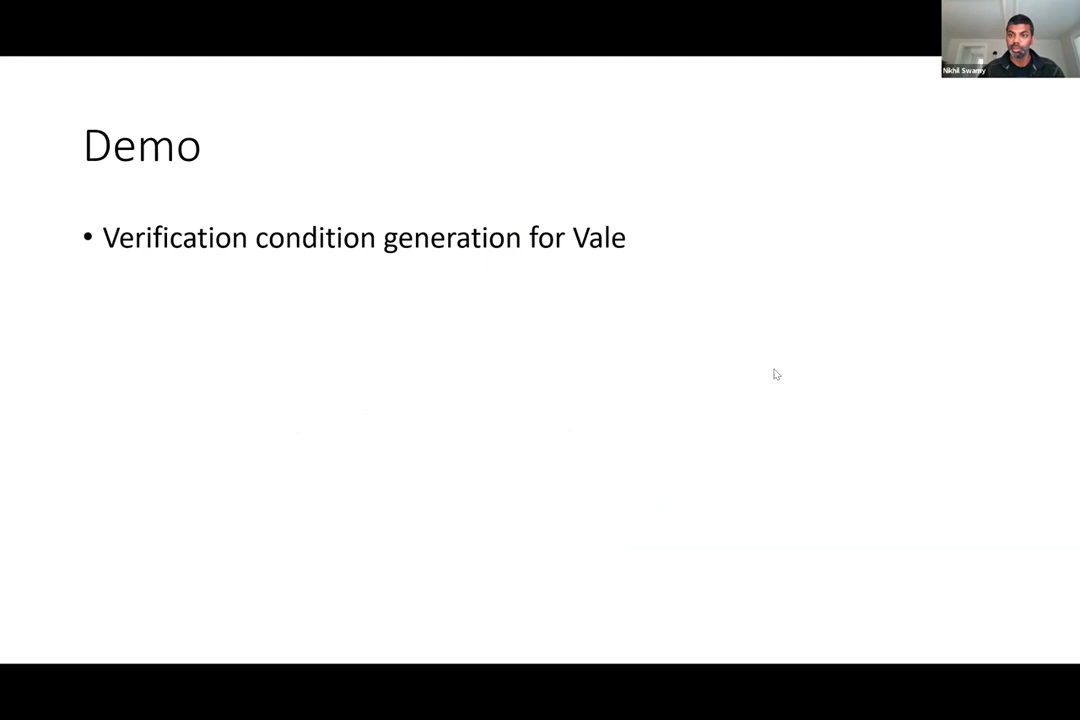 Nikhil Swamy
Demo
• Verification condition generation for Vale